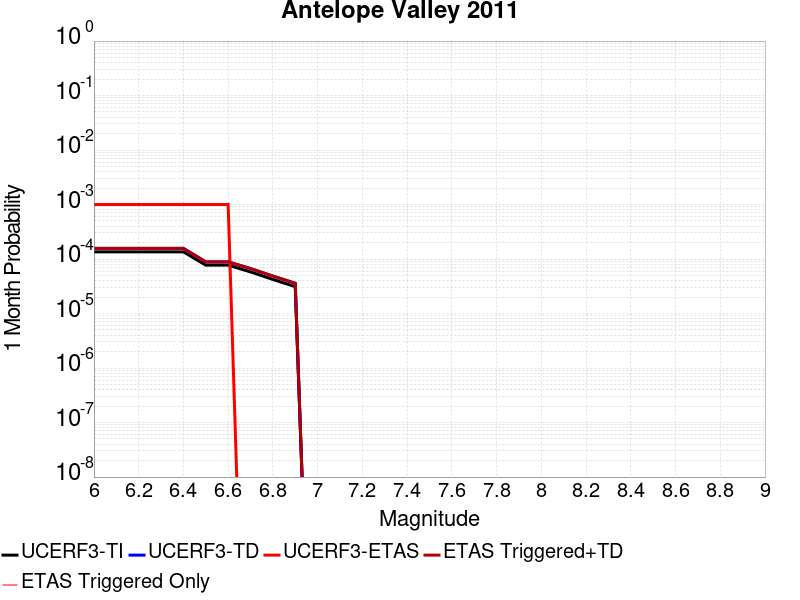 Antelope Valley 2011
1 Month Probability
10^0
10^-1
10^-2
10^-3
10^-4
10^-5
10^-6
10^-7
10^-8
6 6.2 6.4 6.6 6.8 7 7.2 7.4 7.6 7.8 8 8.2 8.4 8.6 8.8 9
Magnitude
UCERF3-TI UCERF3-TD UCERF3-ETAS ETAS Triggered+TD
ETAS Triggered Only